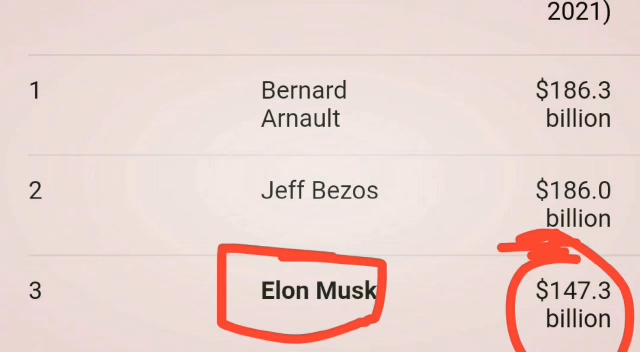 2021)
1
Bernard
Arnault
$186.3
billion
2
Jeff Bezos
$186.0
billion
3
Elon Musk
$147.3
billion